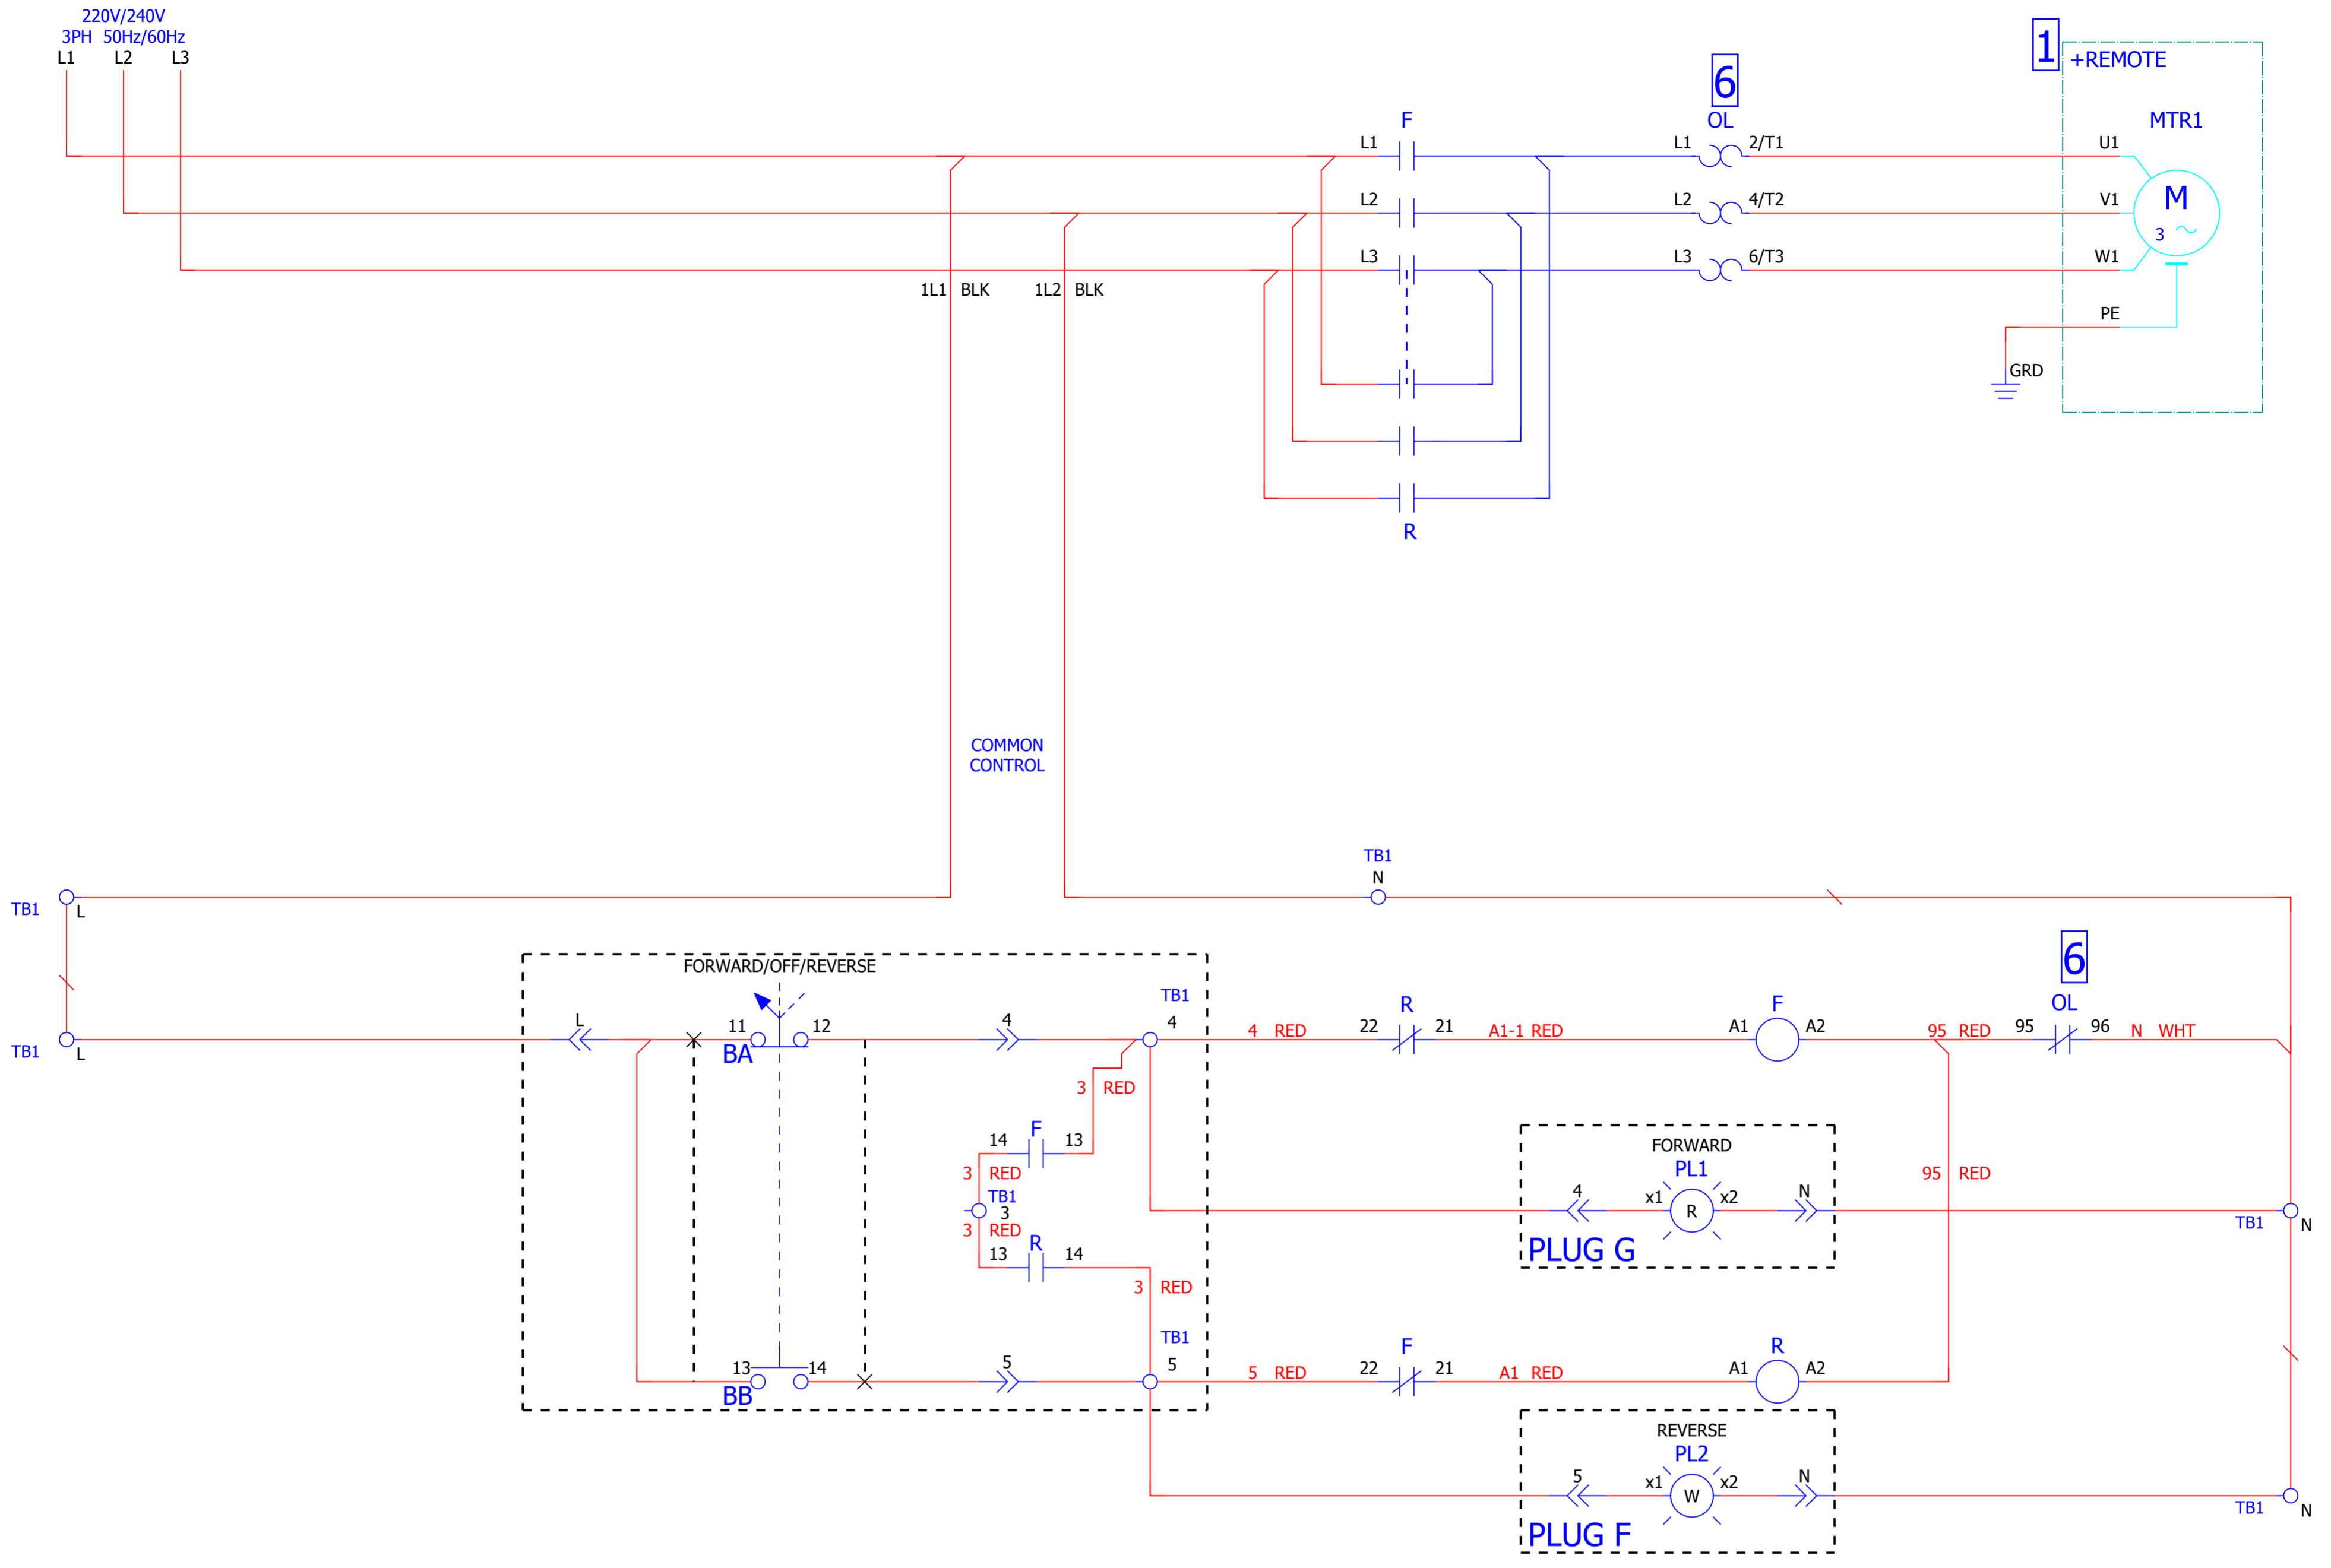 220V/240V
3PH 50Hz/60Hz
L1 L2 L3
1
+REMOTE
6
F OL MTR1
L1 L1 2/T1 U1
L2 L2 4/T2 V1
M
3
L3 L3 6/T3 W1
1L1 BLK 1L2 BLK
PE
GRD
R
COMMON
CONTROL
TB1
N
TB1 L
6
FORWARD/OFF/REVERSE
TB1
R F OL
L 11 12 4 4 4 RED 22 21 A1-1 RED A1 A2 95 RED 95 96 N WHT
TB1 L
BA
3 RED
F
14 13
FORWARD
PL1
3 RED
95 RED
TB1
3
4 x1 R x2 N
TB1 N
3 RED
R
13 14
PLUG G
3 RED
TB1
F R
13 14 5 5 5 RED 22 21 A1 RED A1 A2
BB
REVERSE
PL2
5 x1 W x2 N
TB1 N
PLUG F